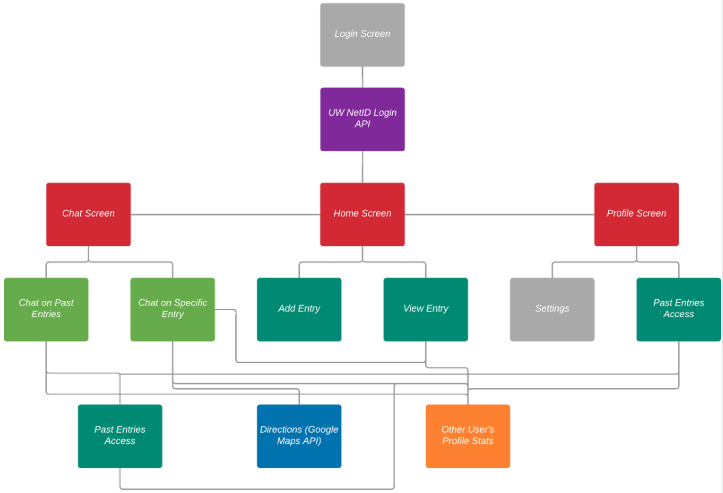 Login Screen
UW NetID Login
API
Chat Screen
Home Screen
Profile Screen
Chat on Past
Entries
Chat on Specific
Entry
Add Entry
View Entry
Settings
Past Entries
Access
Past Entries
Access
Directions (Google
Maps API)
Other User's
Profile Stats